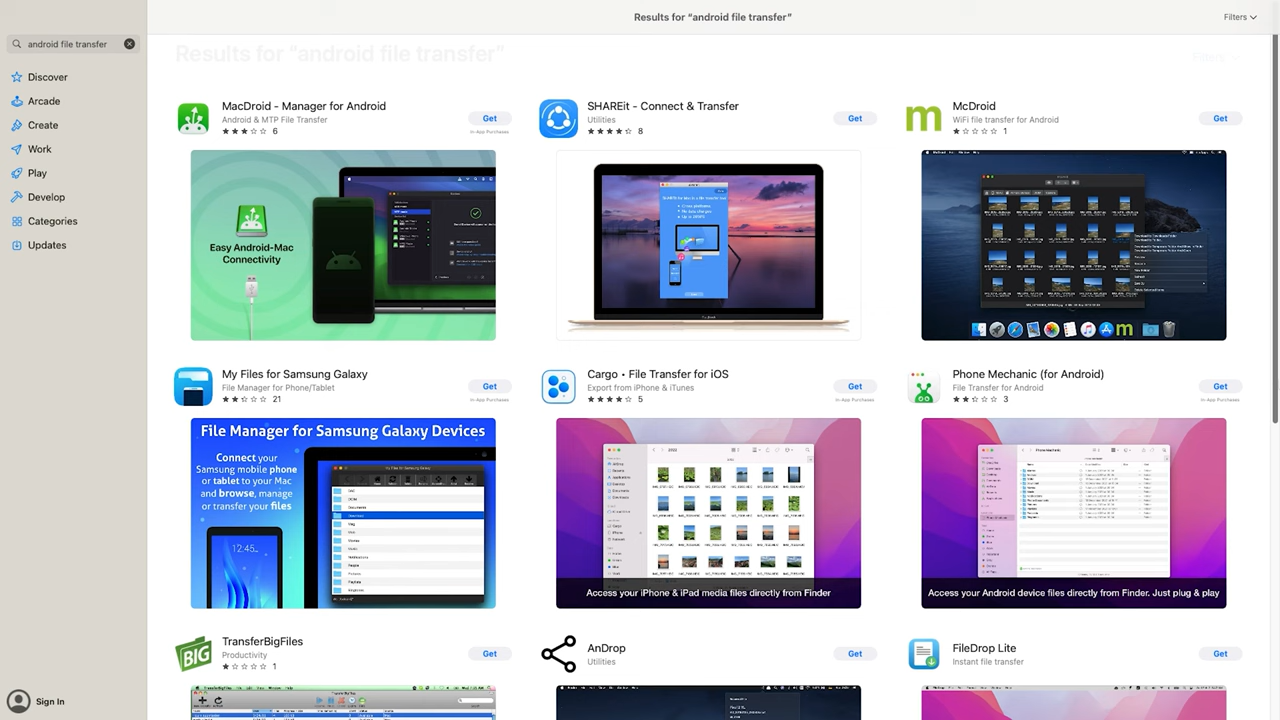 Results for “android file transfer”
Filters
android file transfer
Results for “android file transfer”
Filters
Discover
Arcade
Create
Work
Play
Develop
Categories
Updates
Sign In
MacDroid - Manager for Android
Android & MTP File Transfer
6
Get
In-App Purchases
Easy Android-Mac
Connectivity
SHAREit - Connect & Transfer
Utilities
8
Get
McDroid
WiFi file transfer for Android
1
Get
My Files for Samsung Galaxy
File Manager for Phone/Tablet
21
Get
In-App Purchases
File Manager for Samsung Galaxy Devices
Connect your
Samsung mobile phone
or tablet to your Mac
and browse, manage
or transfer your files
12.45
Cargo • File Transfer for iOS
Export from iPhone & iTunes
5
Get
In-App Purchases
Access your iPhone & iPad media files directly from Finder
Phone Mechanic (for Android)
File Transfer for Android
3
Get
In-App Purchases
Access your Android device files directly from Finder. Just plug & play
BIG
TransferBigFiles
Productivity
1
Get
AnDrop
Utilities
Get
FileDrop Lite
Instant file transfer
Get